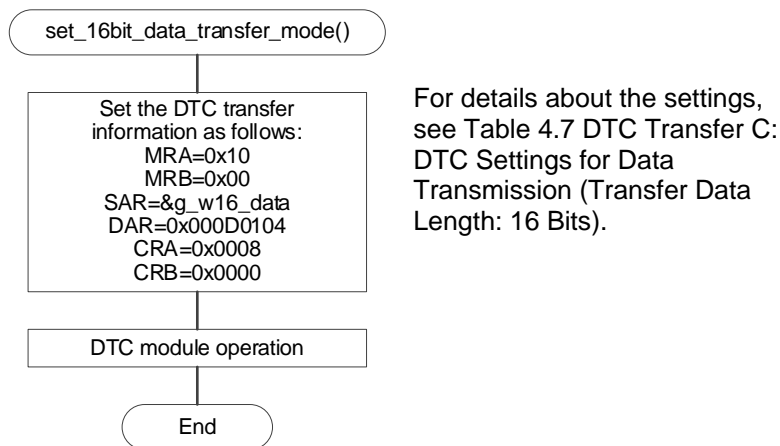 set_16bit_data_transfer_mode()
Set the DTC transfer
information as follows:
MRA=0x10
MRB=0x00
SAR=&g_w16_data
DAR=0x000D0104
CRA=0x0008
CRB=0x0000
DTC module operation
End
For details about the settings,
see Table 4.7 DTC Transfer C:
DTC Settings for Data
Transmission (Transfer Data
Length: 16 Bits).